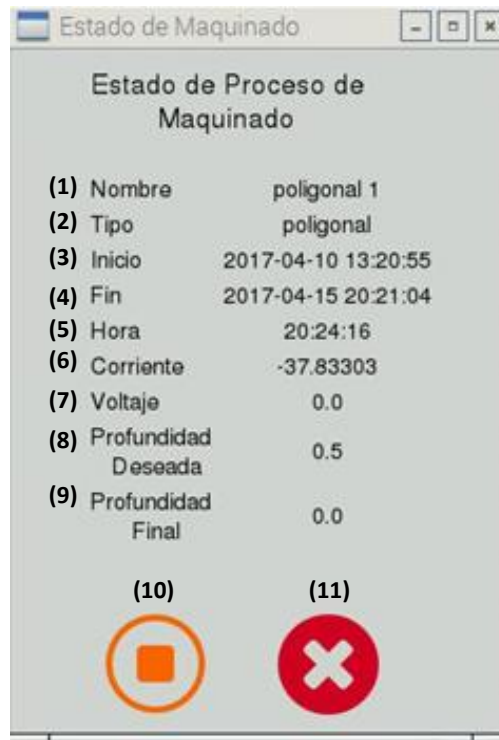 Estado de Maquinado
Estado de Proceso de
Maquinado
(1) Nombre poligonal 1
(2) Tipo poligonal
(3) Inicio 2017-04-10 13:20:55
(4) Fin 2017-04-15 20:21:04
(5) Hora 20:24:16
(6) Corriente -37.83303
(7) Voltaje 0.0
(8) Profundidad
Deseada 0.5
(9) Profundidad
Final 0.0
(10) (11)